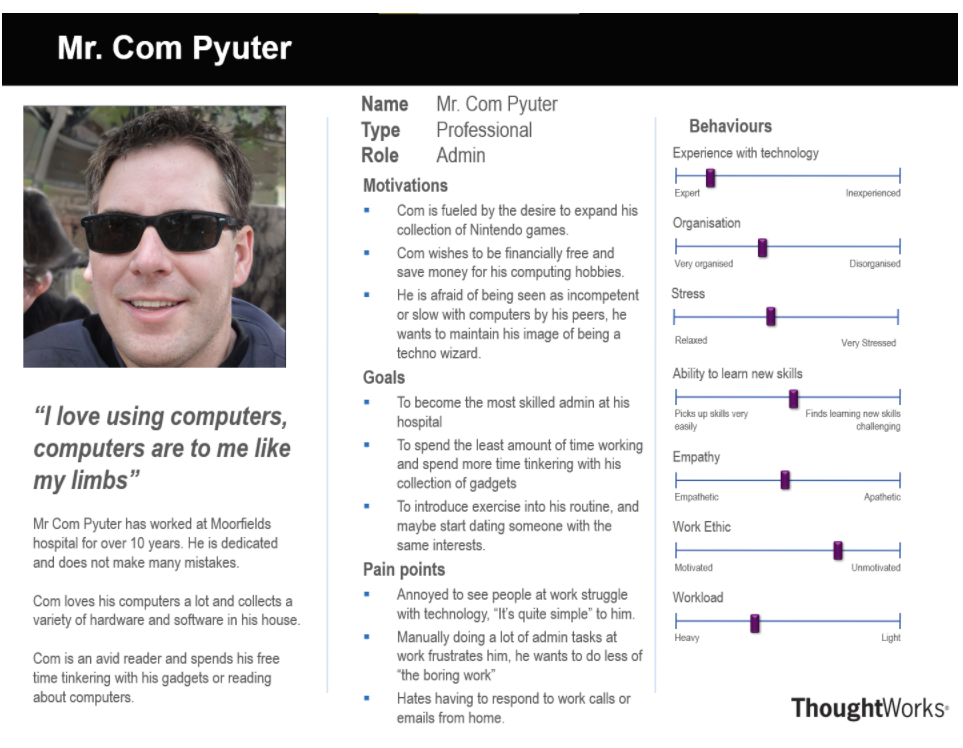 Mr. Com Pyuter
“I love using computers,
computers are to me like
my limbs”
Mr Com Pyuter has worked at Moorfields
hospital for over 10 years. He is dedicated
and does not make many mistakes.
Com loves his computers a lot and collects a
variety of hardware and software in his house.
Com is an avid reader and spends his free
time tinkering with his gadgets or reading
about computers.
Name Mr. Com Pyuter
Type Professional
Role Admin
Motivations
▪ Com is fueled by the desire to expand his
collection of Nintendo games.
▪ Com wishes to be financially free and
save money for his computing hobbies.
▪ He is afraid of being seen as incompetent
or slow with computers by his peers, he
wants to maintain his image of being a
techno wizard.
Goals
▪ To become the most skilled admin at his
hospital
▪ To spend the least amount of time working
and spend more time tinkering with his
collection of gadgets
▪ To introduce exercise into his routine, and
maybe start dating someone with the
same interests.
Pain points
▪ Annoyed to see people at work struggle
with technology, “It’s quite simple” to him.
▪ Manually doing a lot of admin tasks at
work frustrates him, he wants to do less of
“the boring work”
▪ Hates having to respond to work calls or
emails from home.
Behaviours
Experience with technology
Expert Inexperienced
Organisation
Very organised Disorganised
Stress
Relaxed Very Stressed
Ability to learn new skills
Picks up skills very Finds learning new skills
easily challenging
Empathy
Empathetic Apathetic
Work Ethic
Motivated Unmotivated
Workload
Heavy Light
ThoughtWorks®